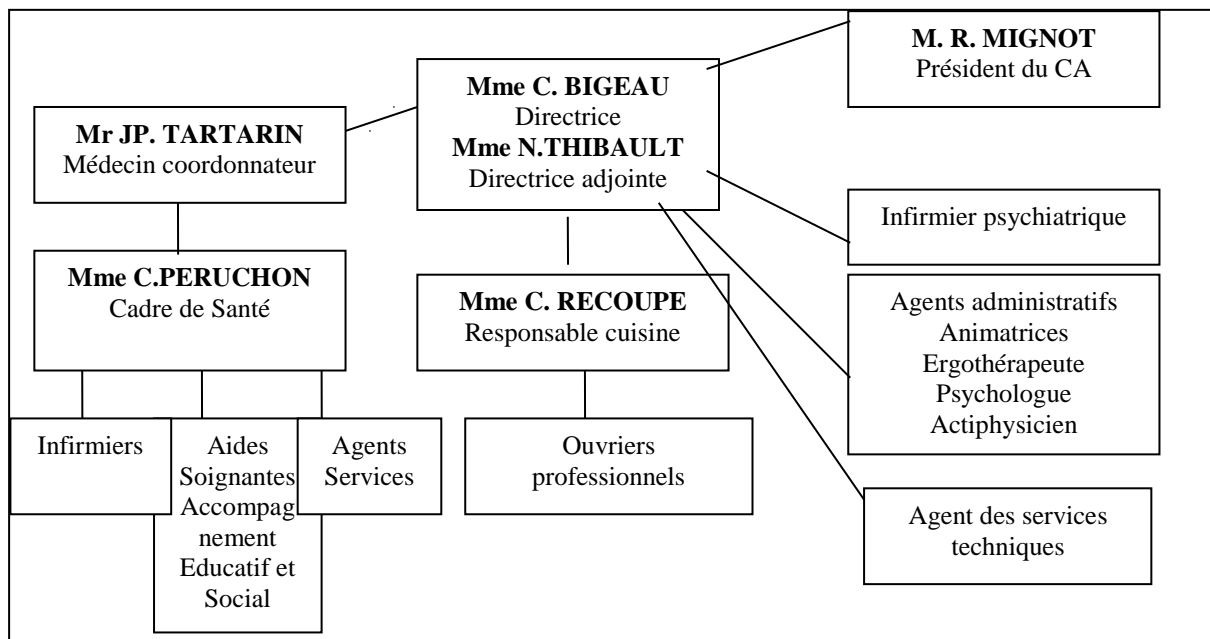 M. R. MIGNOT
Président du CA
Mme C. BIGEAU
Directrice
Mme N.THIBAULT
Directrice adjointe
Mr JP. TARTARIN
Médecin coordonnateur
Infirmier psychiatrique
Mme C.PERUCHON
Cadre de Santé
Mme C. RECOUPE
Responsable cuisine
Agents administratifs
Animatrices
Ergothérapeute
Psychologue
Actiphysicien
Infirmiers
Aides
Soignantes
Accompag
nement
Educatif et
Social
Agents
Services
Ouvriers
professionnels
Agent des services
techniques